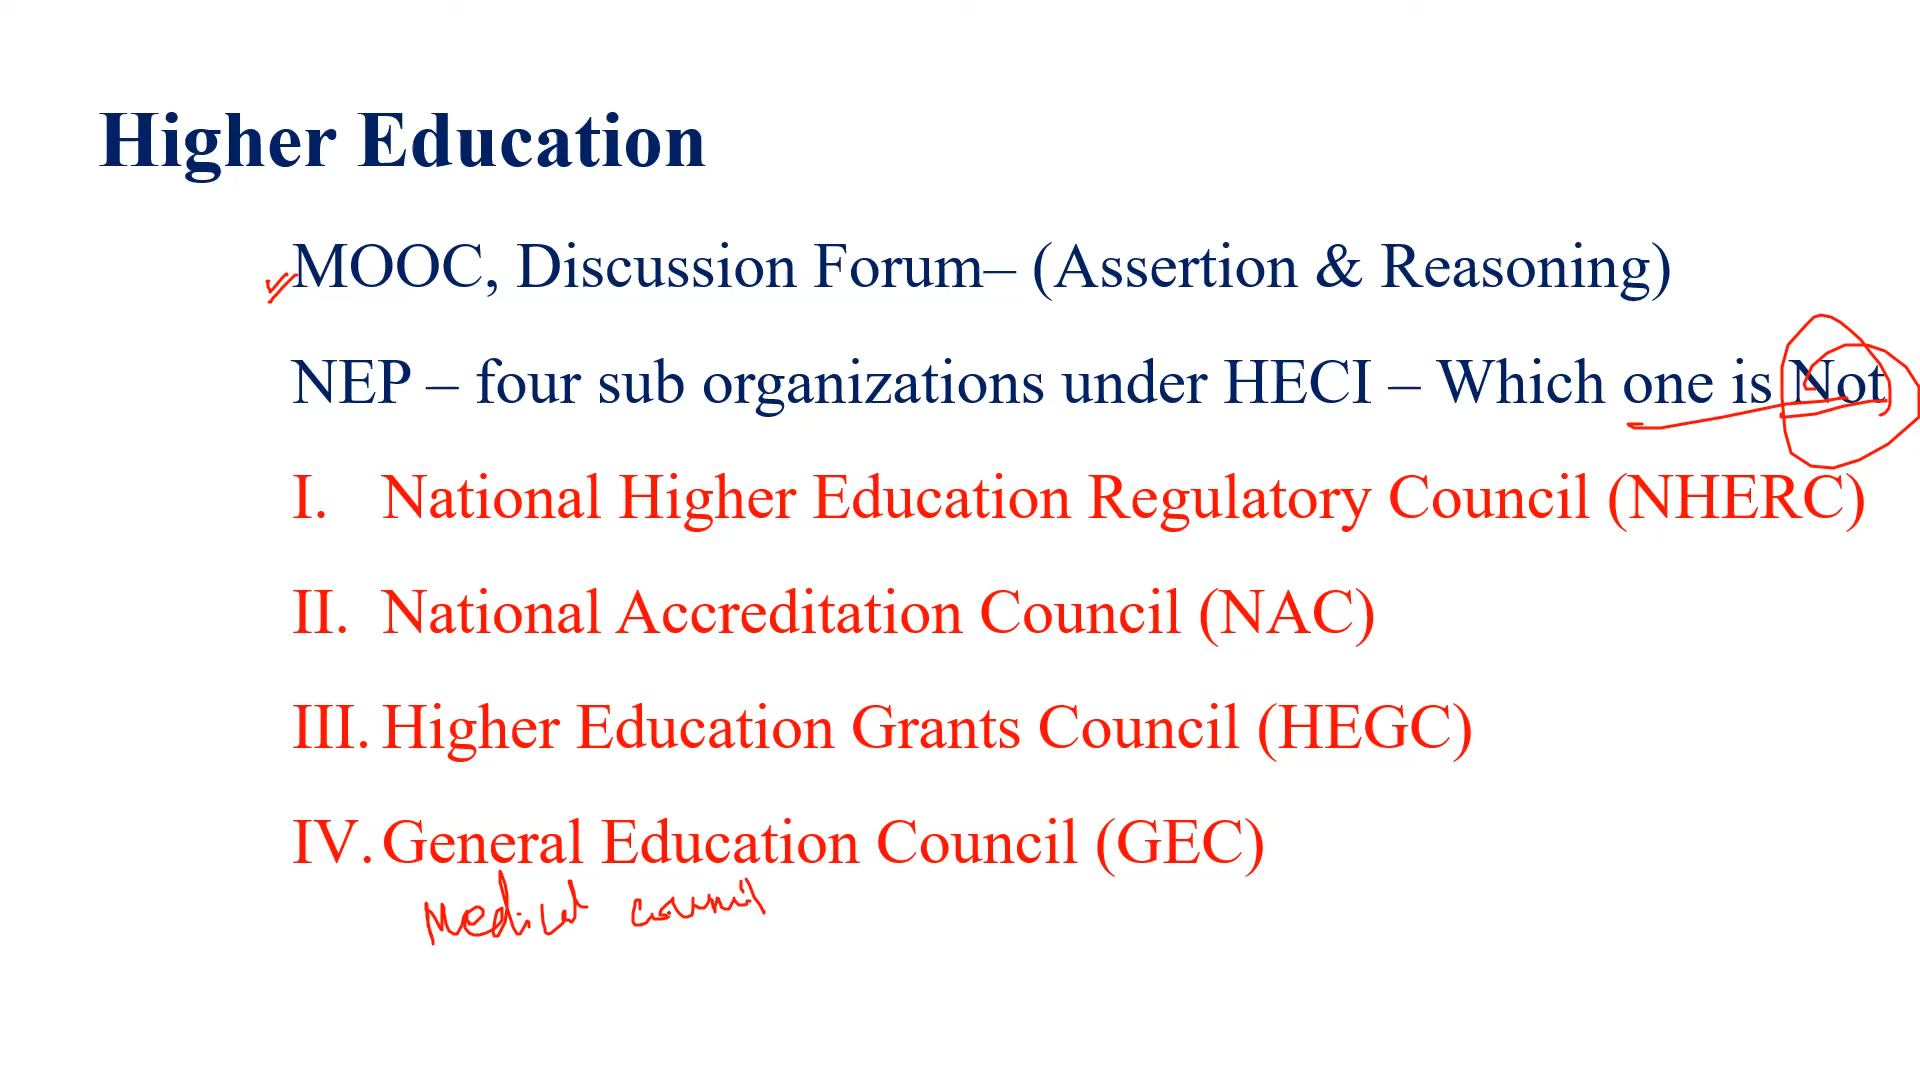 Higher Education
MOOC, Discussion Forum– (Assertion & Reasoning)
NEP – four sub organizations under HECI – Which one is Not
I. National Higher Education Regulatory Council (NHERC)
II. National Accreditation Council (NAC)
III. Higher Education Grants Council (HEGC)
IV. General Education Council (GEC)
Medical council